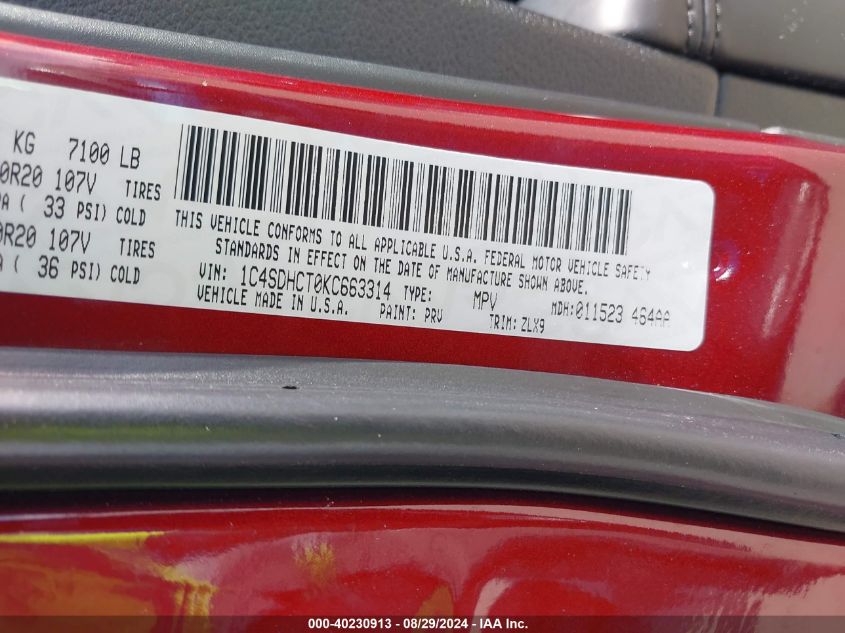 KG 7100 LB
0R20 107V TIRES
PA ( 33 PSI) COLD
0R20 107V TIRES
A ( 36 PSI) COLD
THIS VEHICLE CONFORMS TO ALL APPLICABLE U.S.A. FEDERAL MOTOR VEHICLE SAFETY
STANDARDS IN EFFECT ON THE DATE OF MANUFACTURE SHOWN ABOVE.
VIN: 1C4SDHCT0KC663314 TYPE: MPV MDH:011523 464AA
VEHICLE MADE IN U.S.A. PAINT: PRV TRIM: ZLX9
000-40230913 - 08/29/2024 - IAA Inc.